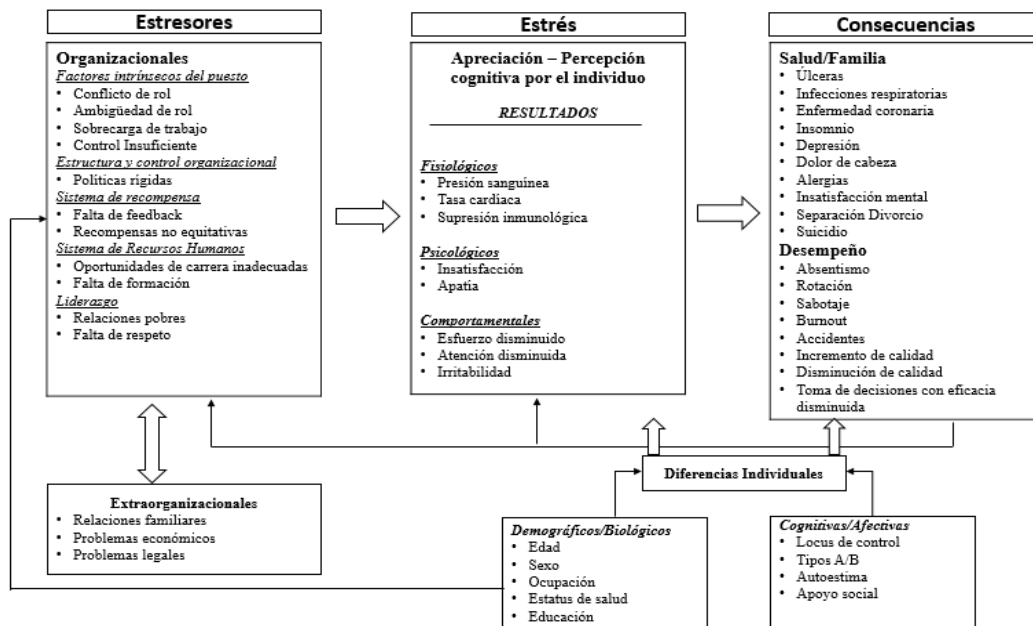 Estresores
Organizacionales
Factores intrínsecos del puesto
• Conflicto de rol
• Ambigüedad de rol
• Sobrecarga de trabajo
• Control Insuficiente
Estructura y control organizacional
• Políticas rígidas
Sistema de recompensa
• Falta de feedback
• Recompensas no equitativas
Sistema de Recursos Humanos
• Oportunidades de carrera inadecuadas
• Falta de formación
Liderazgo
• Relaciones pobres
• Falta de respeto
Extraorganizacionales
• Relaciones familiares
• Problemas económicos
• Problemas legales
Estrés
Apreciación – Percepción
cognitiva por el individuo
RESULTADOS
Fisiológicos
• Presión sanguínea
• Tasa cardíaca
• Supresión inmunológica
Psicológicos
• Insatisfacción
• Apatía
Comportamentales
• Esfuerzo disminuido
• Atención disminuida
• Irritabilidad
Consecuencias
Salud/Familia
• Úlceras
• Infecciones respiratorias
• Enfermedad coronaria
• Insomnio
• Depresión
• Dolor de cabeza
• Alergias
• Insatisfacción mental
• Separación Divorcio
• Suicidio
Desempeño
• Absentismo
• Rotación
• Sabotaje
• Burnout
• Accidentes
• Incremento de calidad
• Disminución de calidad
• Toma de decisiones con eficacia
disminuida
Diferencias Individuales
Demográficos/Biológicos
• Edad
• Sexo
• Ocupación
• Estatus de salud
• Educación
Cognitivas/Afectivas
• Locus de control
• Tipos A/B
• Autoestima
• Apoyo social